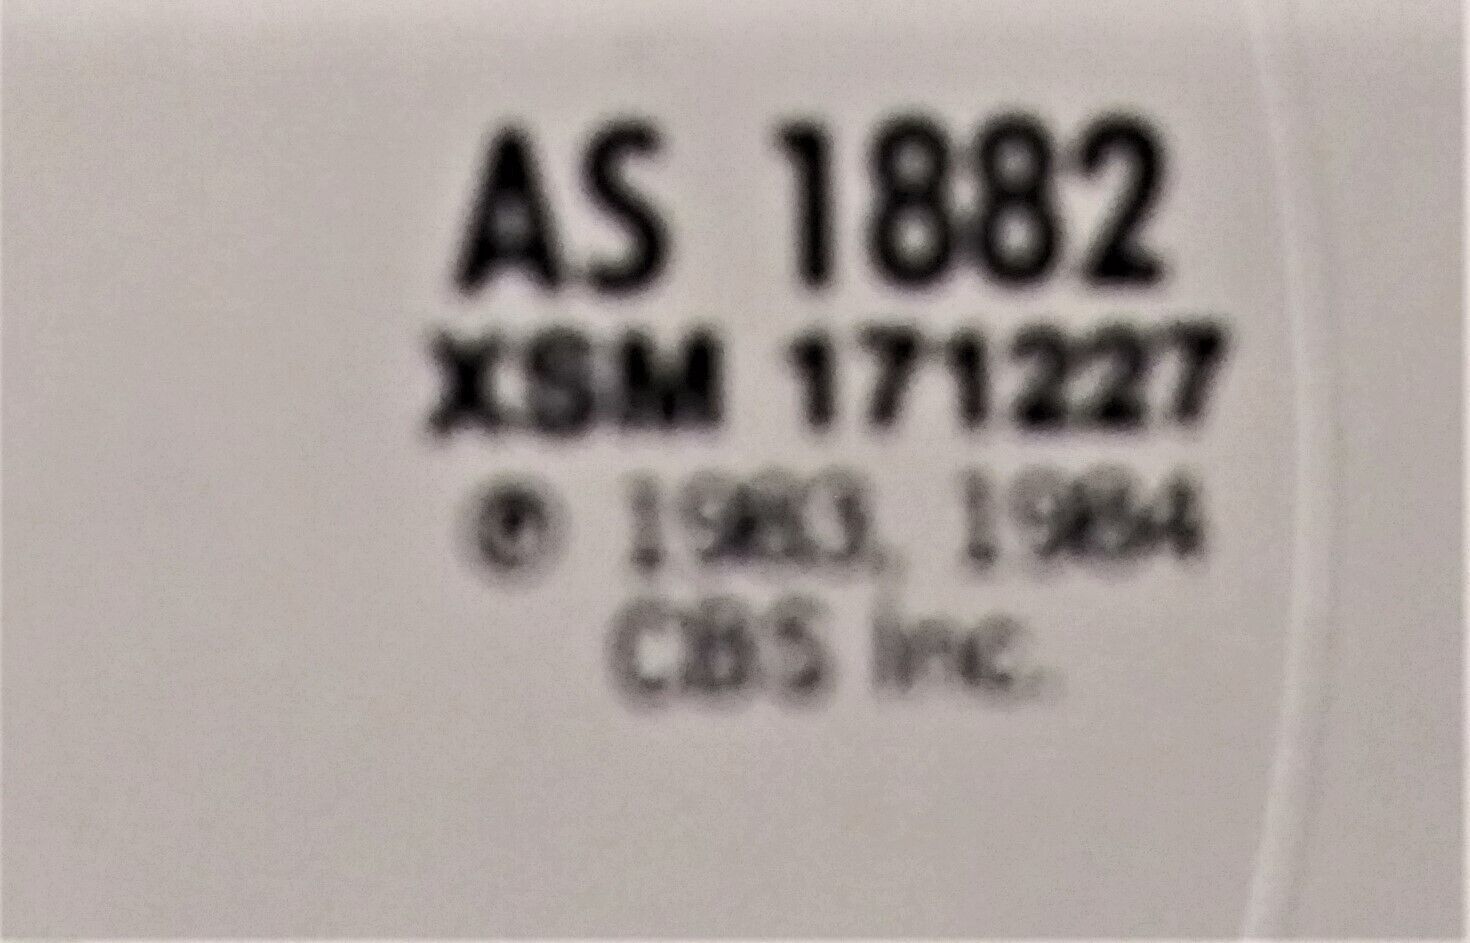 AS 1882
XSM 171227
℗ 1983, 1984
CBS Inc.